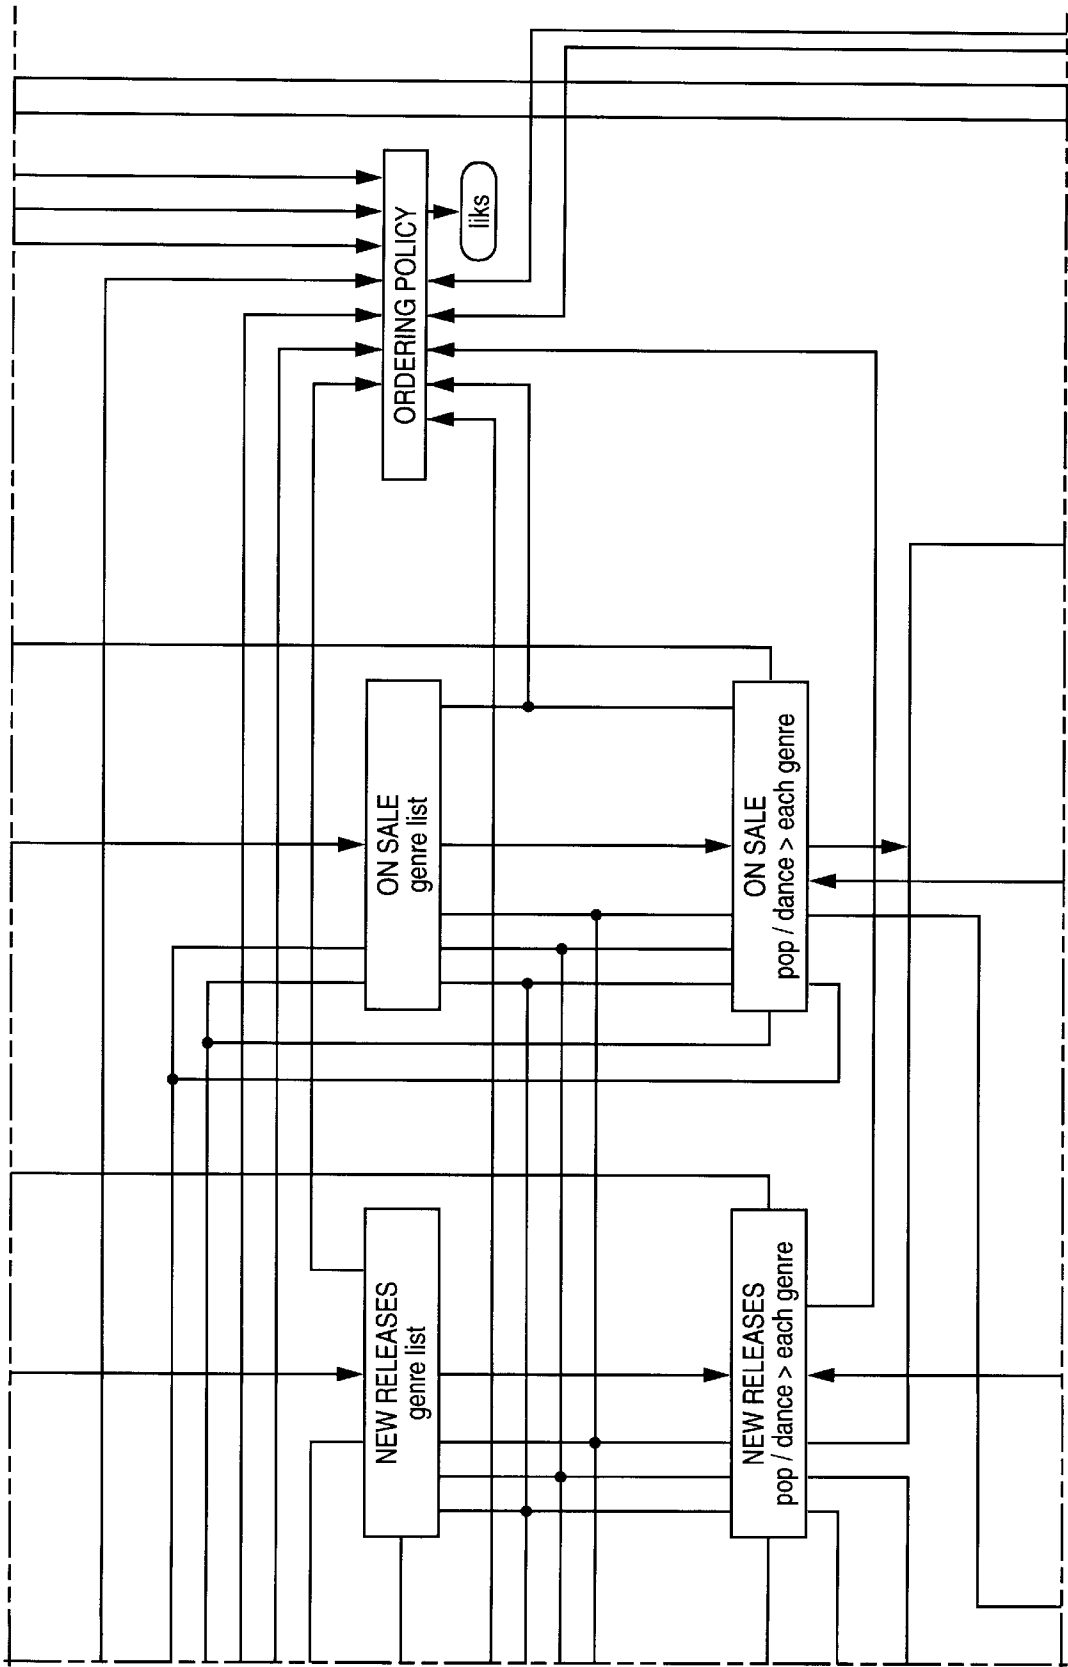 ORDERING POLICY
liks
ON SALE
genre list
ON SALE
pop / dance > each genre
NEW RELEASES
genre list
NEW RELEASES
pop / dance > each genre